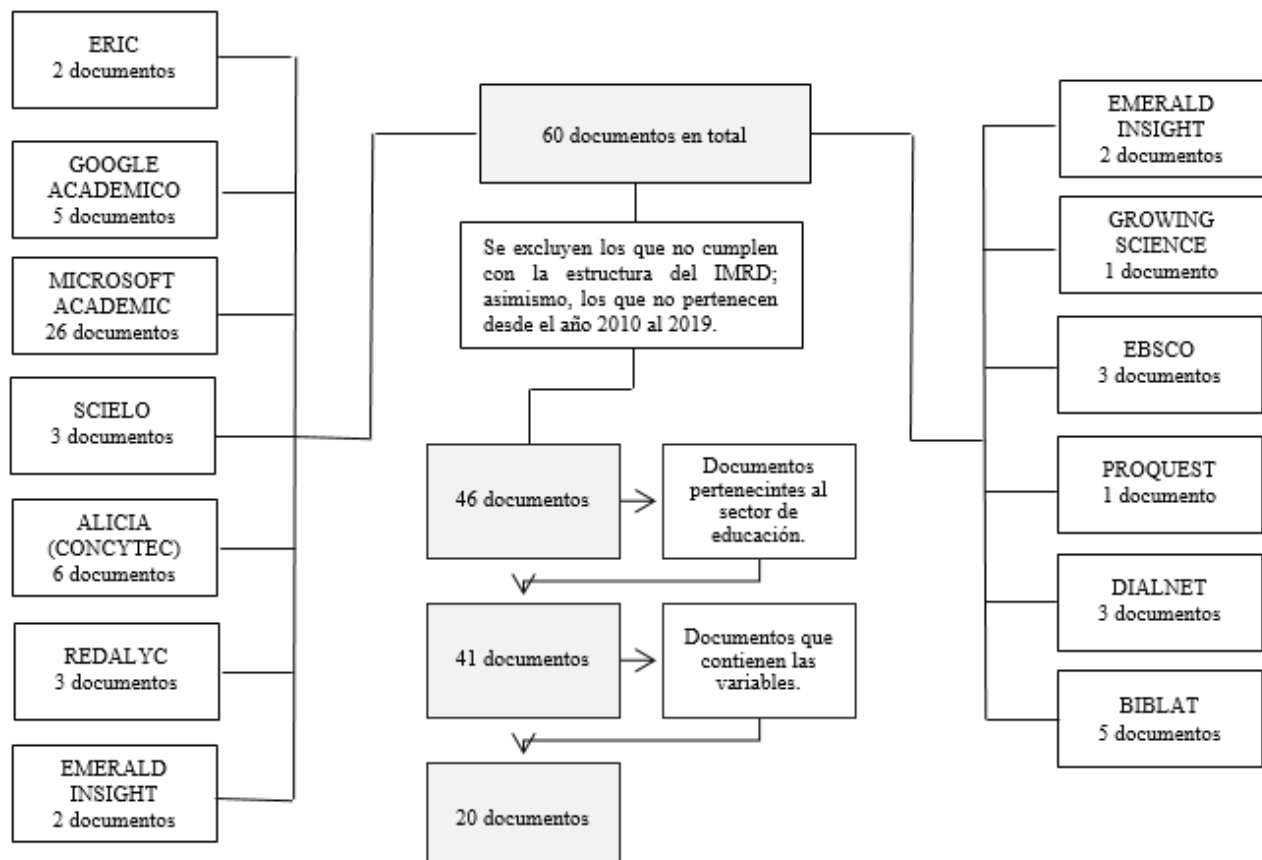 ERIC
2 documentos
GOOGLE
ACADEMICO
5 documentos
MICROSOFT
ACADEMIC
26 documentos
SCIELO
3 documentos
ALICIA
(CONCYTEC)
6 documentos
REDALYC
3 documentos
EMERALD
INSIGHT
2 documentos
60 documentos en total
Se excluyen los que no cumplen
con la estructura del IMRD;
asimismo, los que no pertenecen
desde el año 2010 al 2019.
46 documentos
Documentos
pertenecintes al
sector de
educación.
41 documentos
Documentos que
contienen las
variables.
20 documentos
EMERALD
INSIGHT
2 documentos
GROWING
SCIENCE
1 documento
EBSCO
3 documentos
PROQUEST
1 documento
DIALNET
3 documentos
BIBLAT
5 documentos